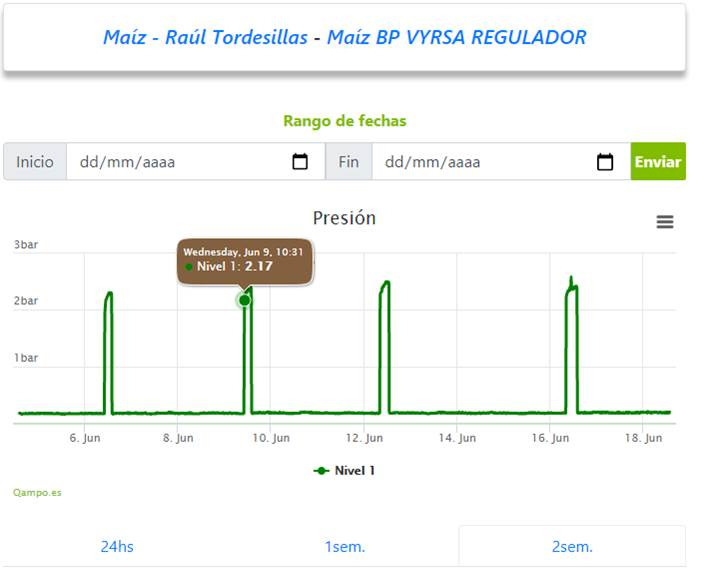 Maíz - Raúl Tordesillas - Maíz BP VYRSA REGULADOR
Rango de fechas
Inicio dd/mm/aaaa Fin dd/mm/aaaa Enviar
Presión
3bar
Wednesday, Jun 9, 10:31
Nivel 1: 2.17
2bar
1bar
6. Jun 8. Jun 10. Jun 12. Jun 14. Jun 16. Jun 18. Jun
Nivel 1
Qampo.es
24hs 1sem. 2sem.